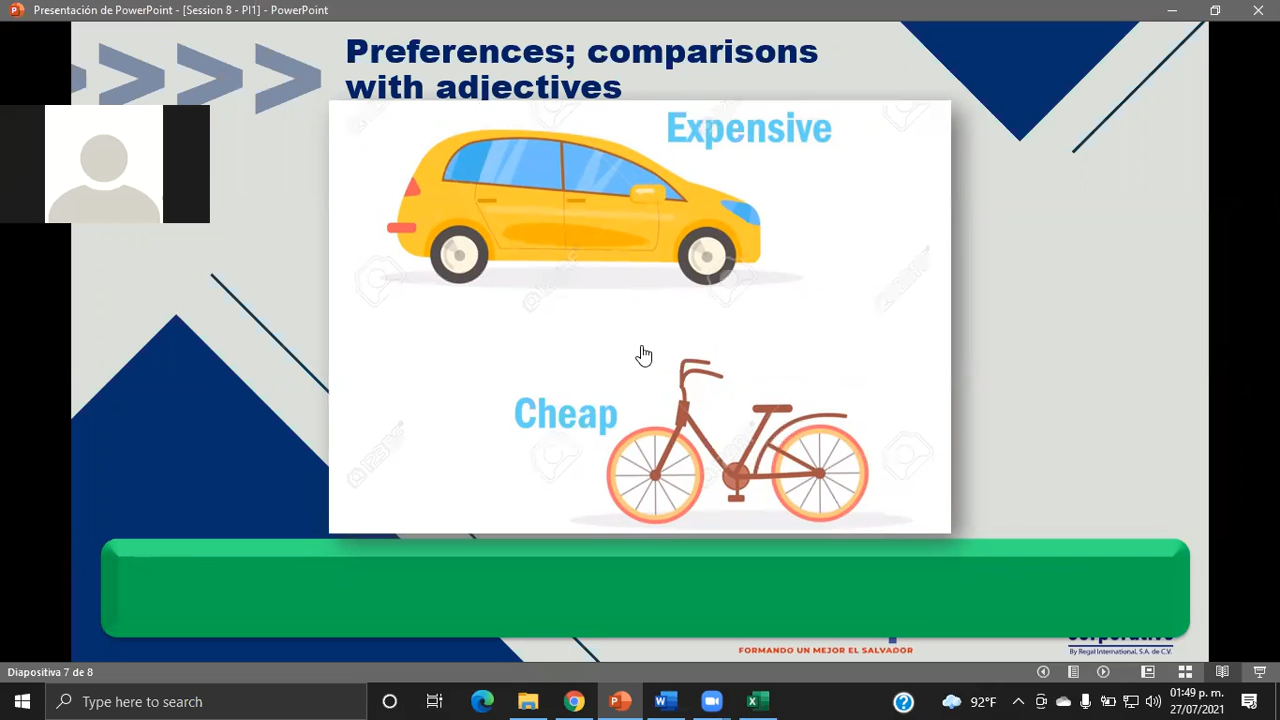 Presentación de PowerPoint - [Session 8 - PI1] - PowerPoint
Preferences; comparisons
with adjectives
Expensive
Cheap
FORMANDO UN MEJOR EL SALVADOR
By Regal International, S.A. de C.V.
Diapositiva 7 de 8
Type here to search
92°F
01:49 p. m.
27/07/2021